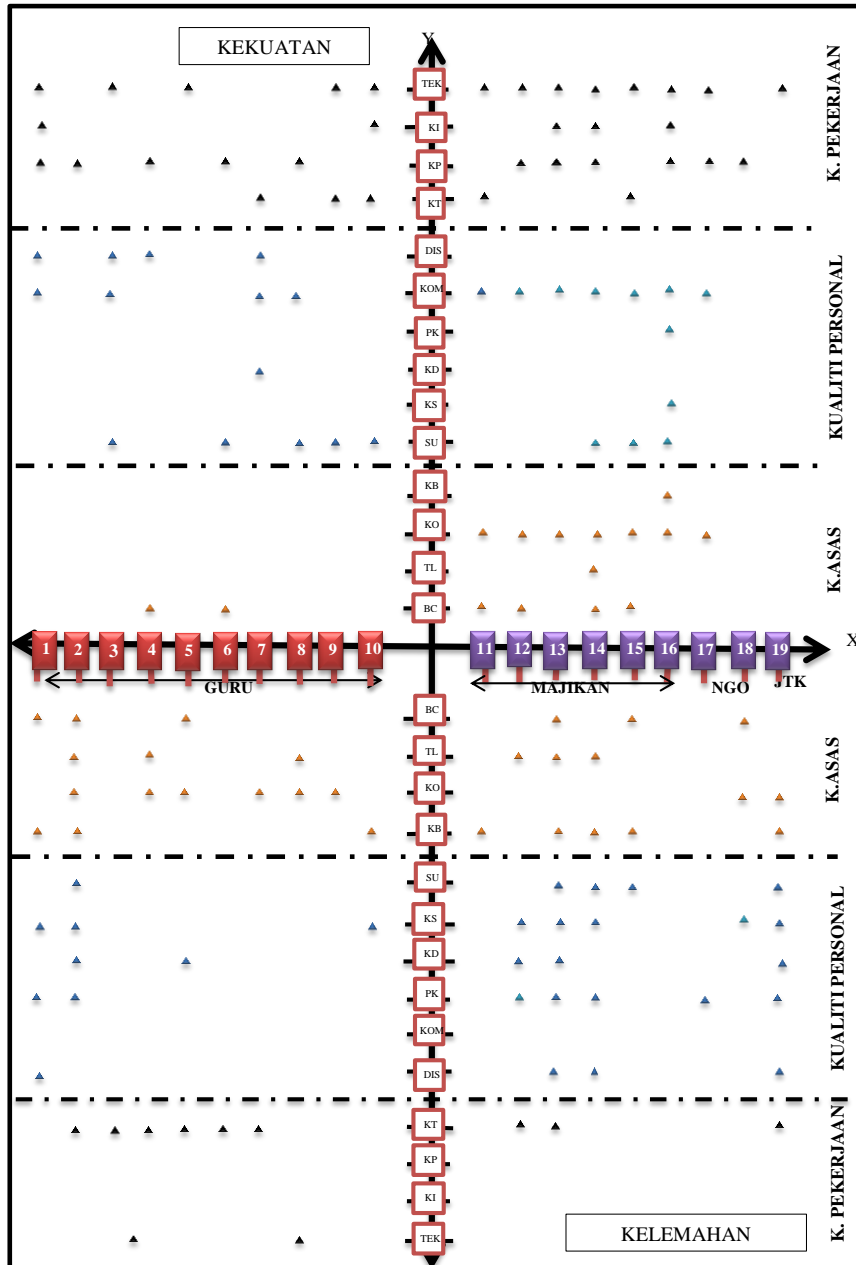 KEKUATAN
Y
TEK
KI
KP
KT
K. PEKERJAAN
DIS
KOM
PK
KD
KS
SU
KUALITI PERSONAL
KB
KO
TL
BC
K.ASAS
1 2 3 4 5 6 7 8 9 10 11 12 13 14 15 16 17 18 19
X
GURU MAJIKAN NGO JTK
BC
TL
KO
KB
K.ASAS
SU
KS
KD
PK
KOM
DIS
KUALITI PERSONAL
KT
KP
KI
TEK
K. PEKERJAAN
KELEMAHAN